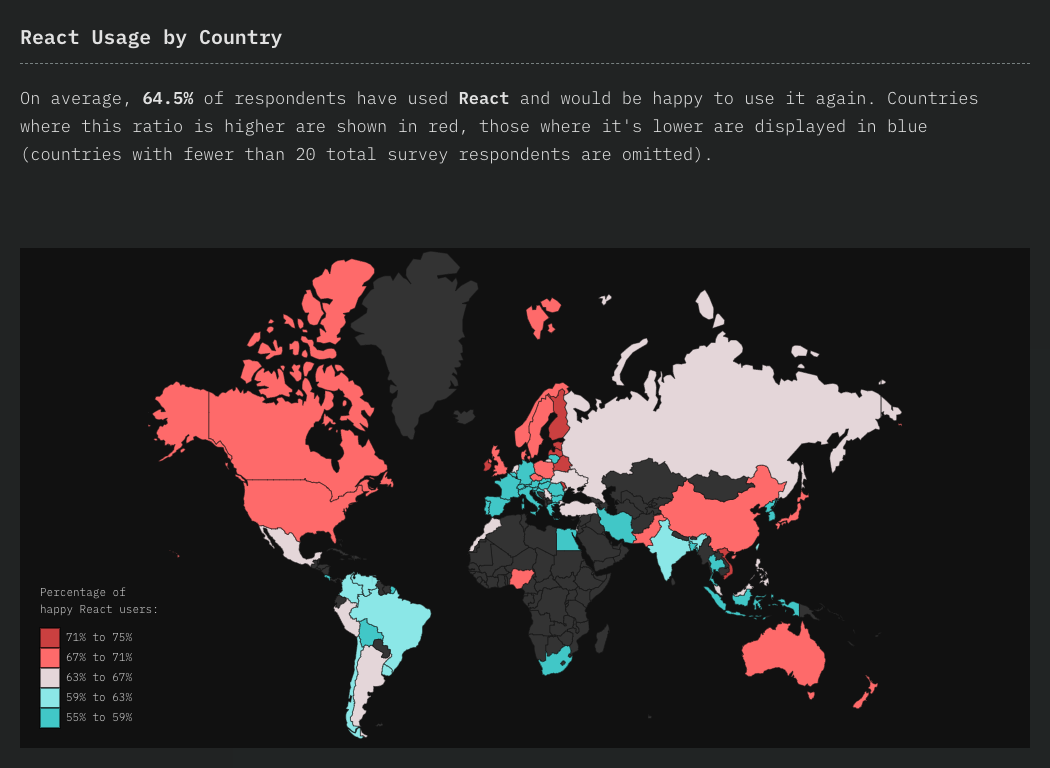 React Usage by Country
On average, 64.5% of respondents have used React and would be happy to use it again. Countries
where this ratio is higher are shown in red, those where it's lower are displayed in blue
(countries with fewer than 20 total survey respondents are omitted).
Percentage of
happy React users:
71% to 75%
67% to 71%
63% to 67%
59% to 63%
55% to 59%